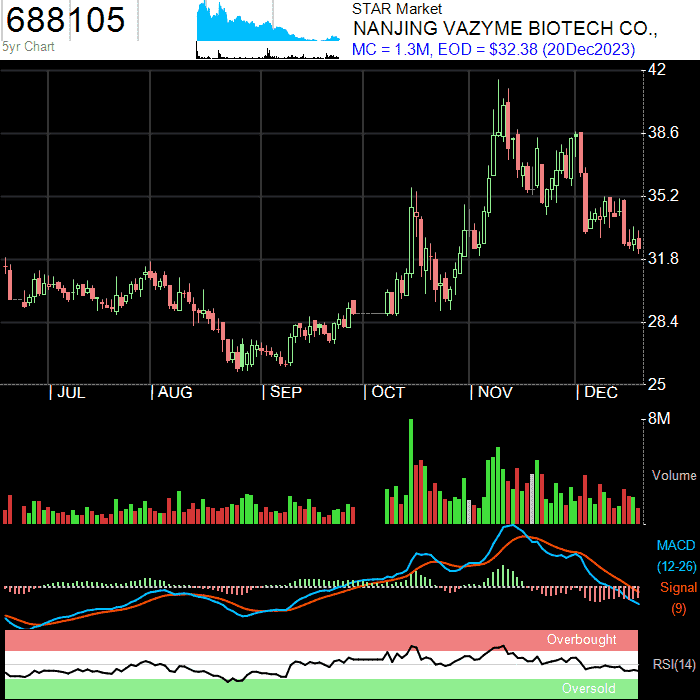 688105
5yr Chart
STAR Market
NANJING VAZYME BIOTECH CO.,
MC = 1.3M, EOD = $32.38 (20Dec2023)
42
38.6
35.2
31.8
28.4
25
JUL
AUG
SEP
OCT
NOV
DEC
8M
Volume
MACD
(12-26)
Signal
(9)
Overbought
RSI(14)
Oversold